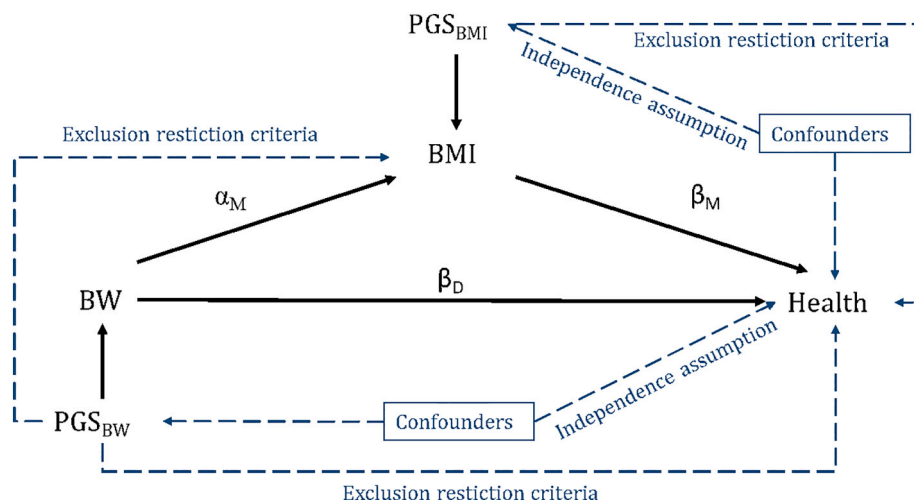 PGS_BMI
Exclusion restiction criteria
Independence assumption
Confounders
Exclusion restiction criteria
BMI
α_M
β_M
β_D
BW
Health
Independence assumption
PGS_BW
Confounders
Exclusion restiction criteria